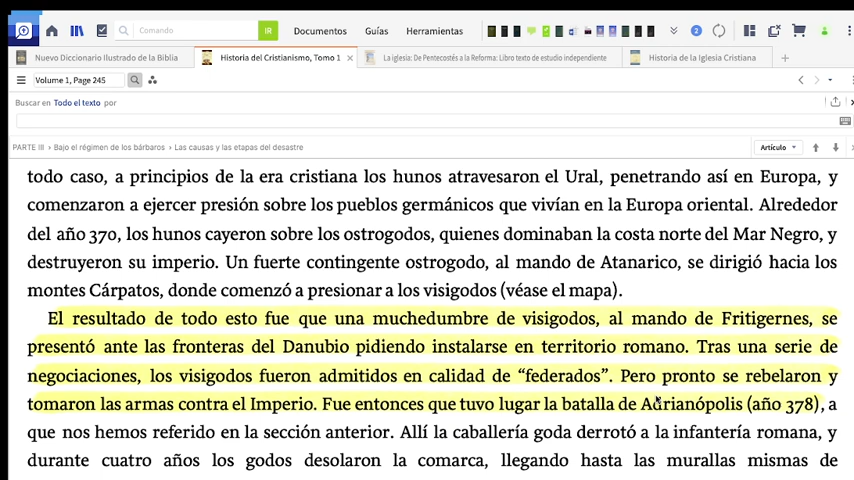 Comando
IR
Documentos
Guías
Herramientas
2
Nuevo Diccionario Ilustrado de la Biblia
Historia del Cristianismo, Tomo 1
La iglesia: De Pentecostés a la Reforma: Libro texto de estudio independiente
Historia de la Iglesia Cristiana
Volume 1, Page 245
Buscar en Todo el texto por
PARTE III › Bajo el régimen de los bárbaros › Las causas y las etapas del desastre
Artículo
todo caso, a principios de la era cristiana los hunos atravesaron el Ural, penetrando así en Europa, y
comenzaron a ejercer presión sobre los pueblos germánicos que vivían en la Europa oriental. Alrededor
del año 370, los hunos cayeron sobre los ostrogodos, quienes dominaban la costa norte del Mar Negro, y
destruyeron su imperio. Un fuerte contingente ostrogodo, al mando de Atanarico, se dirigió hacia los
montes Cárpatos, donde comenzó a presionar a los visigodos (véase el mapa).
El resultado de todo esto fue que una muchedumbre de visigodos, al mando de Fritigernes, se
presentó ante las fronteras del Danubio pidiendo instalarse en territorio romano. Tras una serie de
negociaciones, los visigodos fueron admitidos en calidad de “federados”. Pero pronto se rebelaron y
tomaron las armas contra el Imperio. Fue entonces que tuvo lugar la batalla de Adrianópolis (año 378), a
que nos hemos referido en la sección anterior. Allí la caballería goda derrotó a la infantería romana, y
durante cuatro años los godos desolaron la comarca, llegando hasta las murallas mismas de